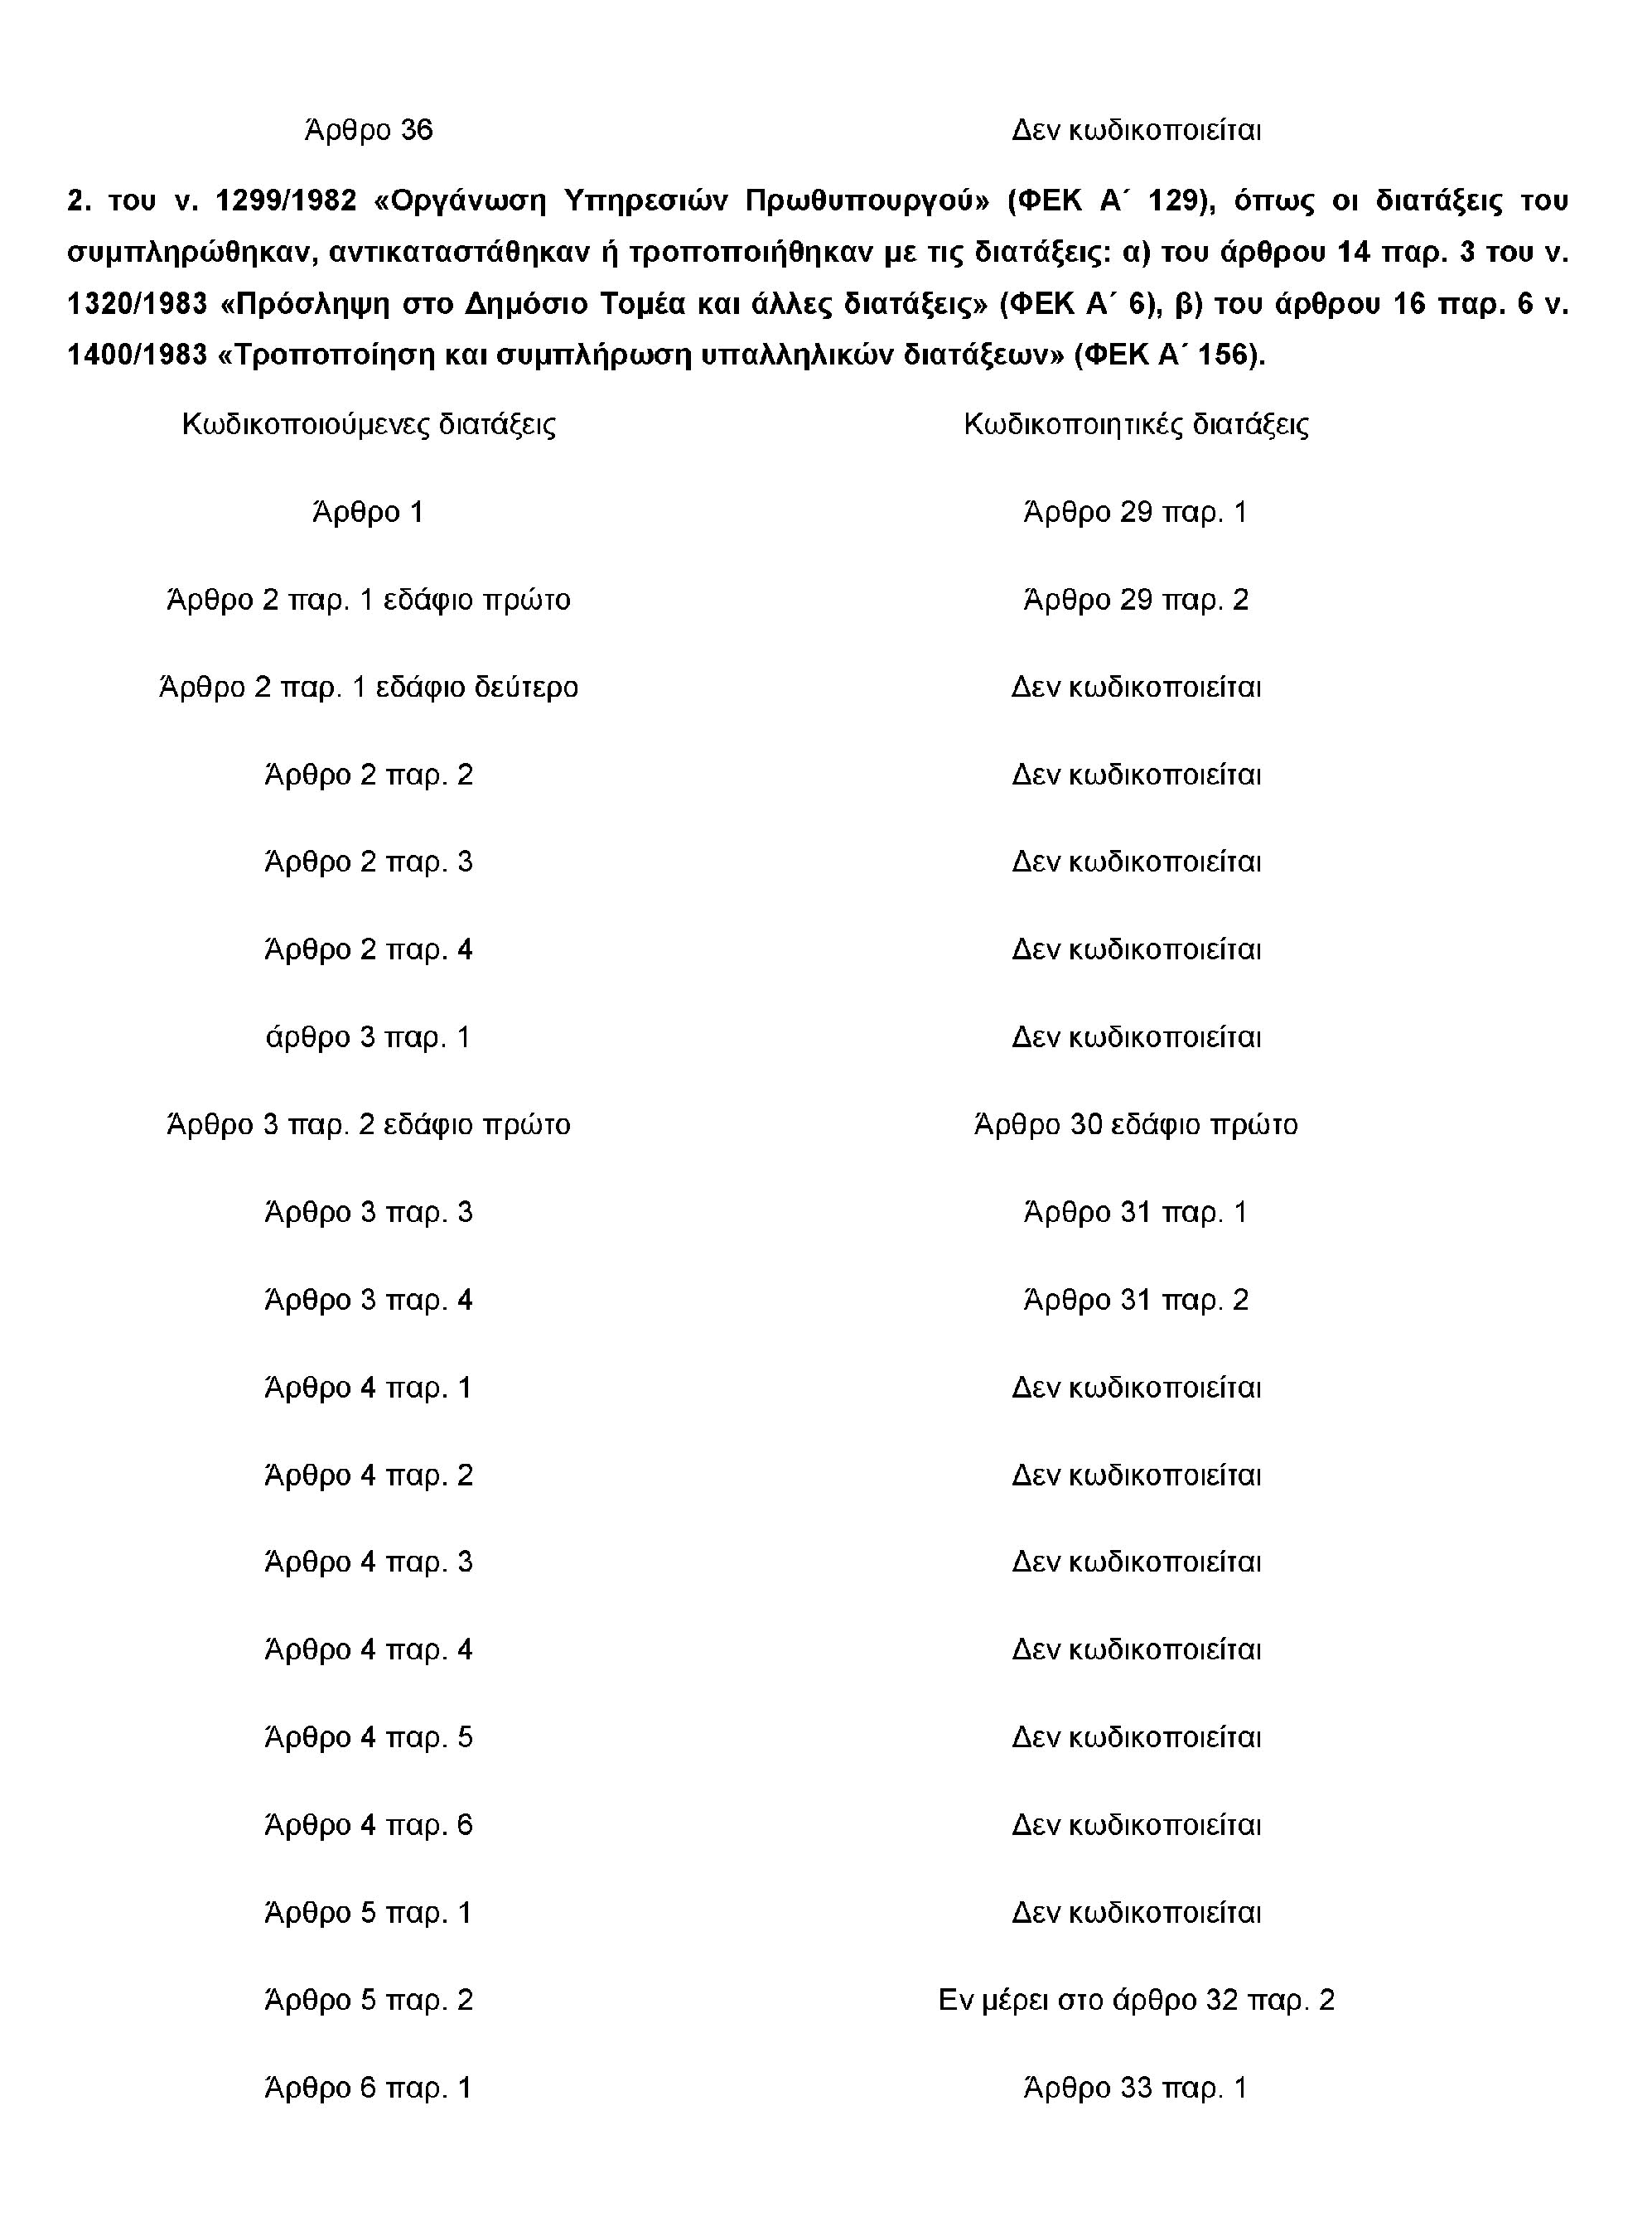 Άρθρο 36 Δεν κωδικοποιείται
2. του ν. 1299/1982 «Οργάνωση Υπηρεσιών Πρωθυπουργού» (ΦΕΚ Α΄ 129), όπως οι διατάξεις του
συμπληρώθηκαν, αντικαταστάθηκαν ή τροποποιήθηκαν με τις διατάξεις: α) του άρθρου 14 παρ. 3 του ν.
1320/1983 «Πρόσληψη στο Δημόσιο Τομέα και άλλες διατάξεις» (ΦΕΚ Α΄ 6), β) του άρθρου 16 παρ. 6 ν.
1400/1983 «Τροποποίηση και συμπλήρωση υπαλληλικών διατάξεων» (ΦΕΚ Α΄ 156).
Κωδικοποιούμενες διατάξεις Κωδικοποιητικές διατάξεις
Άρθρο 1 Άρθρο 29 παρ. 1
Άρθρο 2 παρ. 1 εδάφιο πρώτο Άρθρο 29 παρ. 2
Άρθρο 2 παρ. 1 εδάφιο δεύτερο Δεν κωδικοποιείται
Άρθρο 2 παρ. 2 Δεν κωδικοποιείται
Άρθρο 2 παρ. 3 Δεν κωδικοποιείται
Άρθρο 2 παρ. 4 Δεν κωδικοποιείται
άρθρο 3 παρ. 1 Δεν κωδικοποιείται
Άρθρο 3 παρ. 2 εδάφιο πρώτο Άρθρο 30 εδάφιο πρώτο
Άρθρο 3 παρ. 3 Άρθρο 31 παρ. 1
Άρθρο 3 παρ. 4 Άρθρο 31 παρ. 2
Άρθρο 4 παρ. 1 Δεν κωδικοποιείται
Άρθρο 4 παρ. 2 Δεν κωδικοποιείται
Άρθρο 4 παρ. 3 Δεν κωδικοποιείται
Άρθρο 4 παρ. 4 Δεν κωδικοποιείται
Άρθρο 4 παρ. 5 Δεν κωδικοποιείται
Άρθρο 4 παρ. 6 Δεν κωδικοποιείται
Άρθρο 5 παρ. 1 Δεν κωδικοποιείται
Άρθρο 5 παρ. 2 Εν μέρει στο άρθρο 32 παρ. 2
Άρθρο 6 παρ. 1 Άρθρο 33 παρ. 1